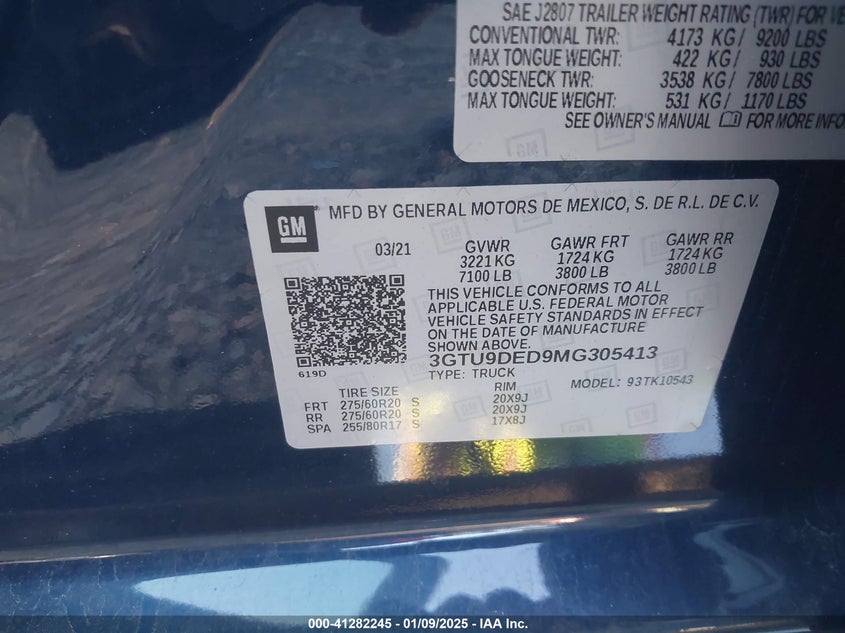 SAE J2807 TRAILER WEIGHT RATING (TWR) FOR
CONVENTIONAL TWR: 4173 KG/ 9200 LBS
MAX TONGUE WEIGHT: 422 KG/ 930 LBS
GOOSENECK TWR: 3538 KG/ 7800 LBS
MAX TONGUE WEIGHT: 531 KG/ 1170 LBS
SEE OWNER'S MANUAL FOR MORE
GM ® MFD BY GENERAL MOTORS DE MEXICO, S. DE R.L. DE C.V.
03/21 GVWR GAWR FRT GAWR RR
3221 KG 1724 KG 1724 KG
7100 LB 3800 LB 3800 LB
THIS VEHICLE CONFORMS TO ALL
APPLICABLE U.S. FEDERAL MOTOR
VEHICLE SAFETY STANDARDS IN EFFECT
ON THE DATE OF MANUFACTURE
SHOWN ABOVE.
3GTU9DED9MG305413
619D TYPE: TRUCK MODEL: 93TK10543
TIRE SIZE RIM
FRT 275/60R20 S 20X9J
RR 275/60R20 S 20X9J
SPA 255/80R17 S 17X8J
000-41282245 - 01/09/2025 - IAA Inc.